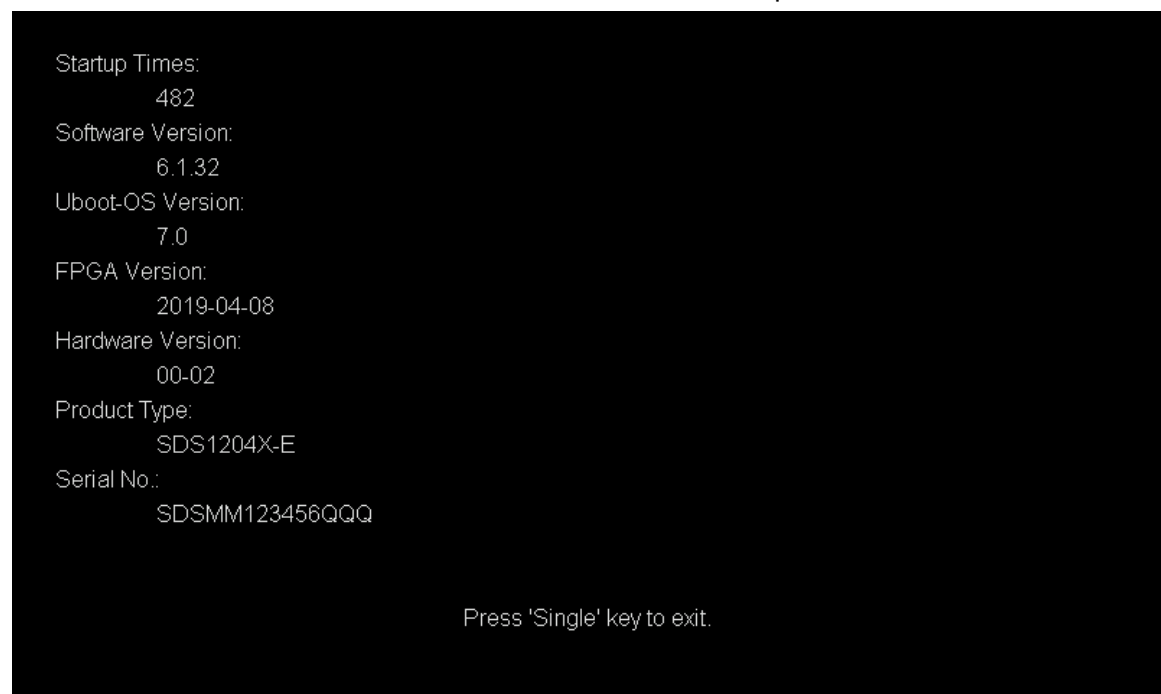 Startup Times:
482
Software Version:
6.1.32
Uboot-OS Version:
7.0
FPGA Version:
2019-04-08
Hardware Version:
00-02
Product Type:
SDS1204X-E
Serial No.:
SDSMM123456QQQ
Press 'Single' key to exit.